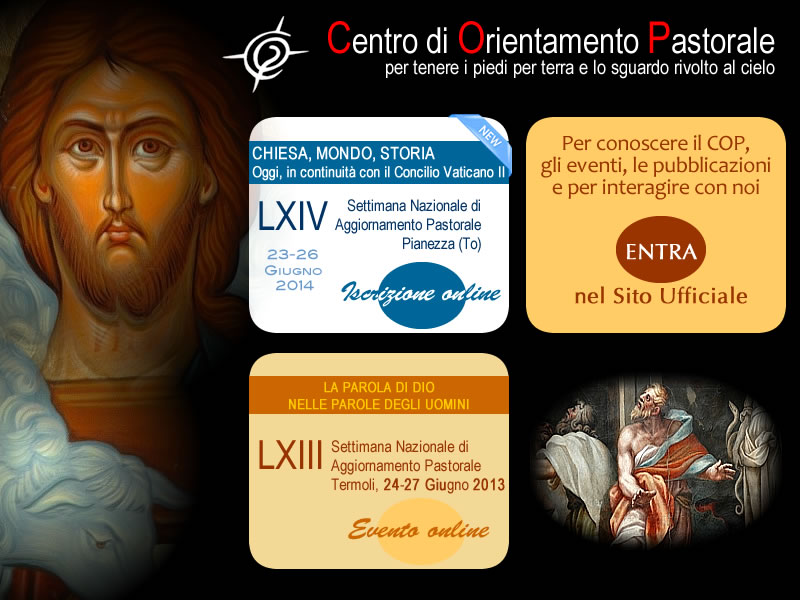 Centro di Orientamento Pastorale
per tenere i piedi per terra e lo sguardo rivolto al cielo
NEW
CHIESA, MONDO, STORIA
Oggi, in continuità con il Concilio Vaticano II
LXIV
Settimana Nazionale di
Aggiornamento Pastorale
Pianezza (To)
23-26
Giugno
2014
Iscrizione online
Per conoscere il COP,
gli eventi, le pubblicazioni
e per interagire con noi
ENTRA
nel Sito Ufficiale
LA PAROLA DI DIO
NELLE PAROLE DEGLI UOMINI
LXIII
Settimana Nazionale di
Aggiornamento Pastorale
Termoli, 24-27 Giugno 2013
Evento online